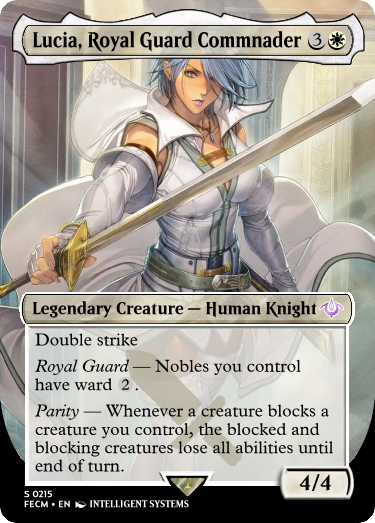 Lucia, Royal Guard Commnader 3
Legendary Creature — Human Knight
Double strike
Royal Guard — Nobles you control
have ward 2 .
Parity — Whenever a creature blocks a
creature you control, the blocked and
blocking creatures lose all abilities until
end of turn.
4/4
S 0215
FECM • EN INTELLIGENT SYSTEMS